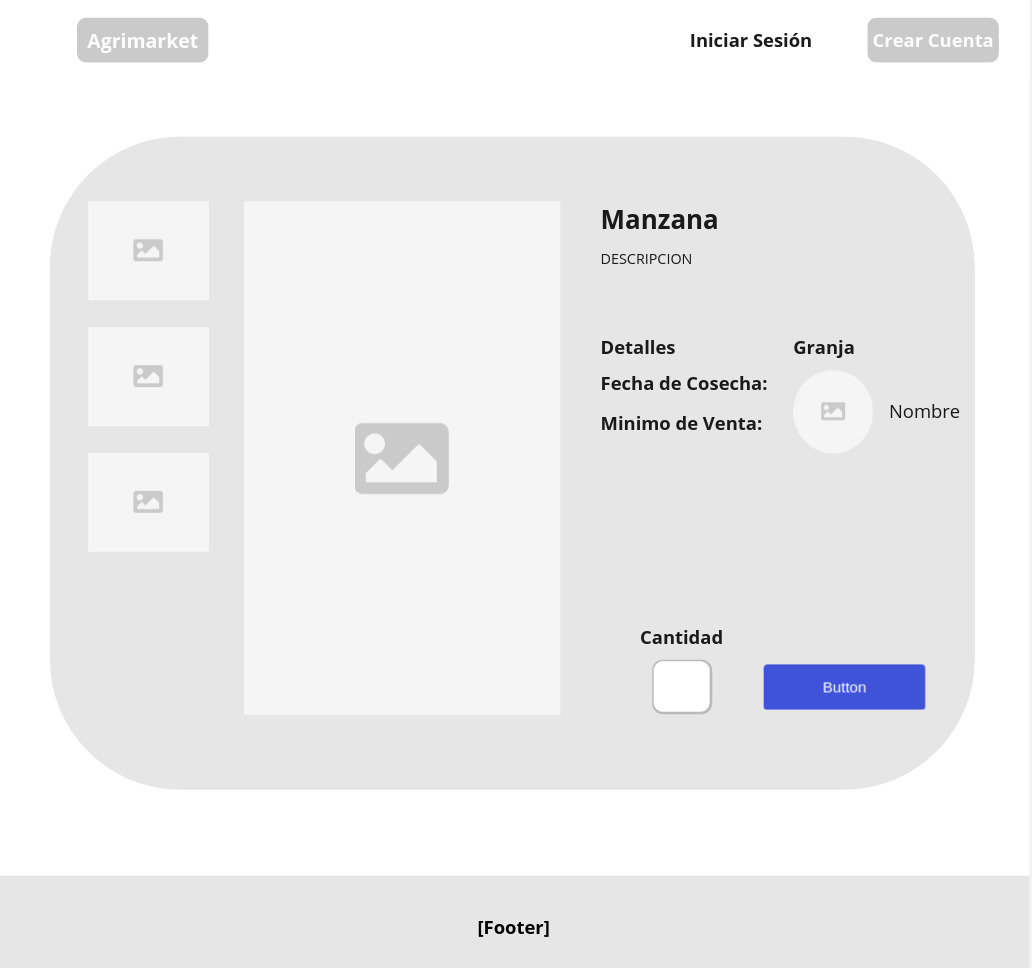 Agrimarket
Iniciar Sesión
Crear Cuenta
Manzana
DESCRIPCION
Detalles
Granja
Fecha de Cosecha:
Minimo de Venta:
Nombre
Cantidad
Button
[Footer]